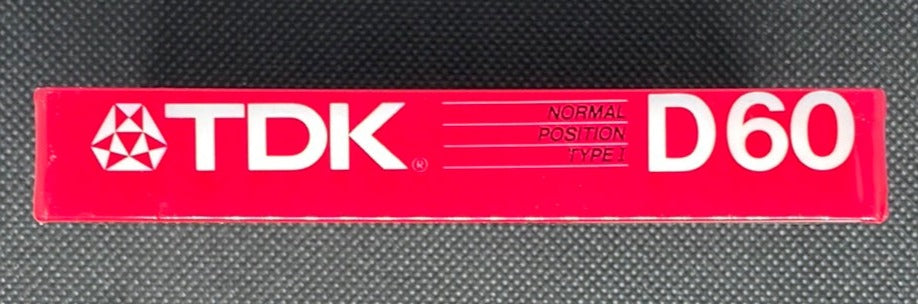 TDK®
NORMAL
POSITION
TYPE I
D60